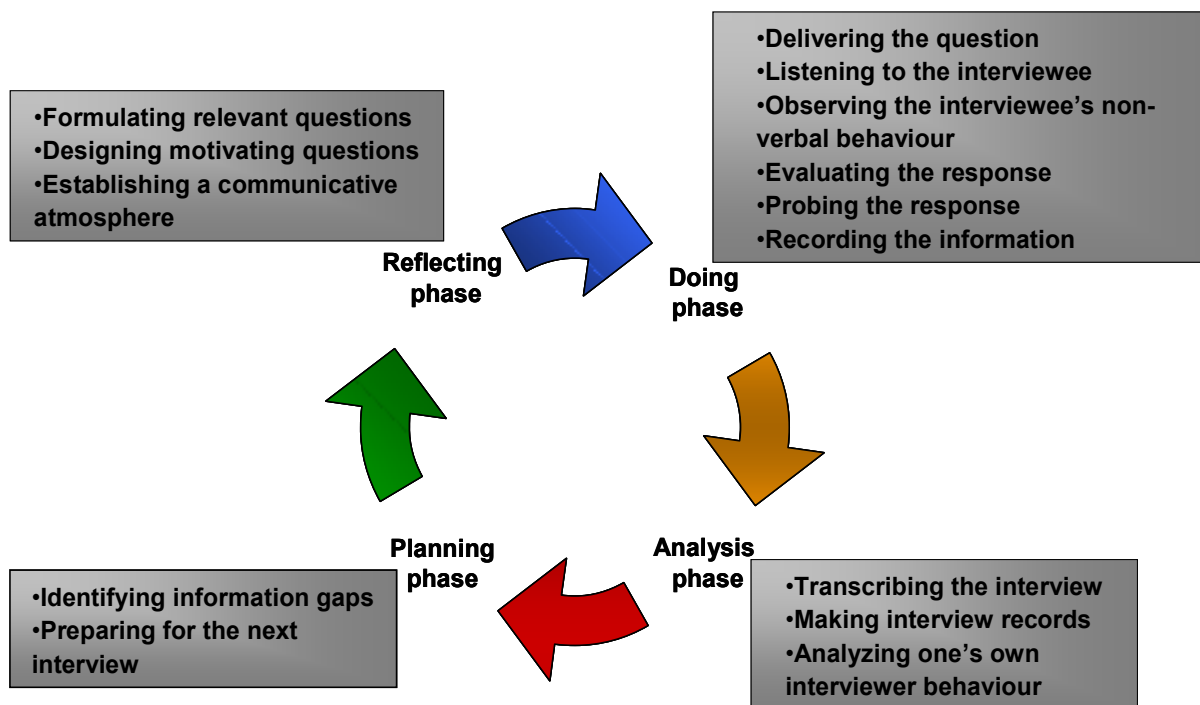 •Formulating relevant questions
•Designing motivating questions
•Establishing a communicative
atmosphere
Reflecting
phase
•Delivering the question
•Listening to the interviewee
•Observing the interviewee's non-
verbal behaviour
•Evaluating the response
•Probing the response
•Recording the information
Doing
phase
Analysis
phase
•Transcribing the interview
•Making interview records
•Analyzing one's own
interviewer behaviour
Planning
phase
•Identifying information gaps
•Preparing for the next
interview